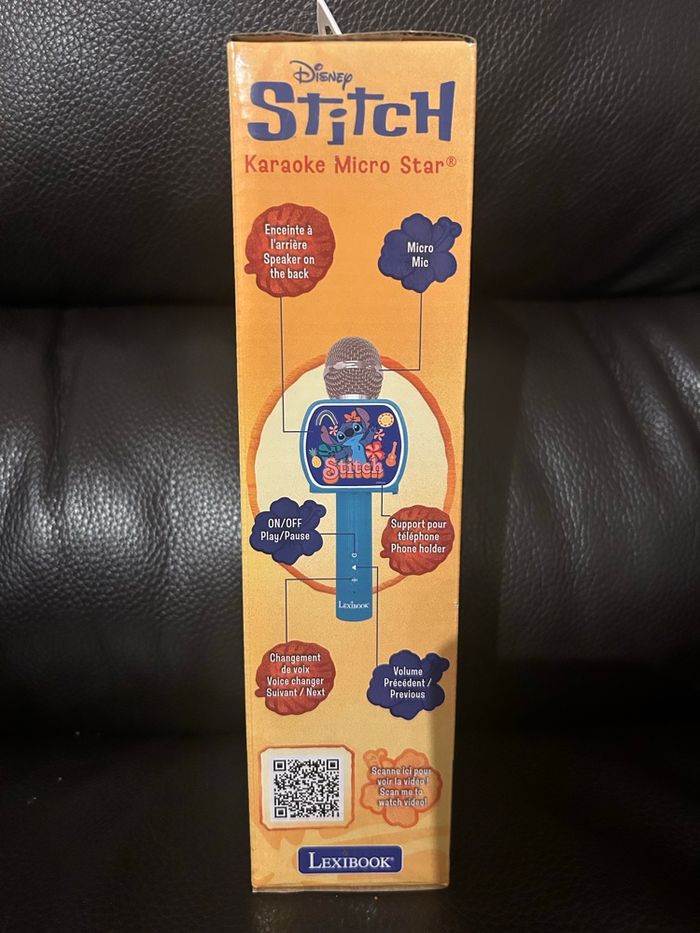 Disney
Stitch
Karaoke Micro Star®
Enceinte à
l'arrière
Speaker on
the back
Micro
Mic
Stitch
ON/OFF
Play/Pause
Support pour
téléphone
Phone holder
LEXIBOOK
Changement
de voix
Voice changer
Suivant / Next
Volume
Précédent /
Previous
Scanne ici pour
voir la vidéo !
Scan me to
watch video!
LEXIBOOK®